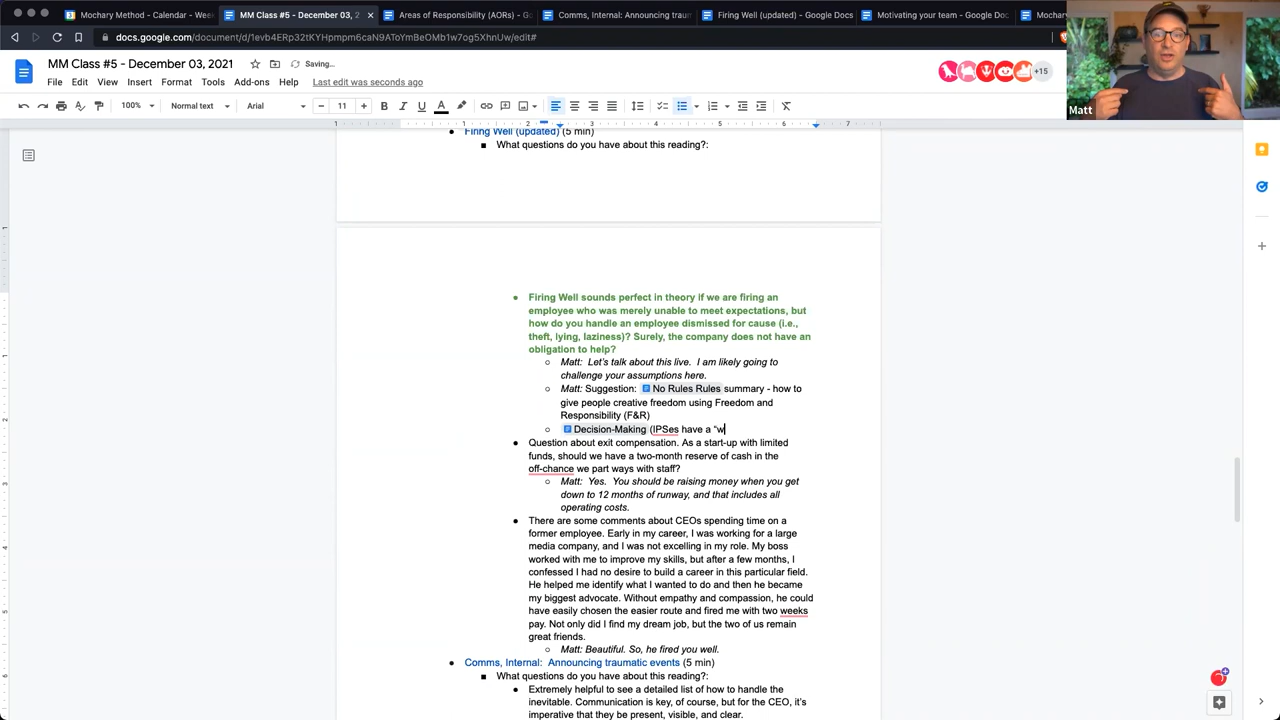 Mochary Method - Calendar - Wee
MM Class #5 - December 03, 2
Areas of Responsibility (AORs) - G
Comms, Internal: Announcing traum
Firing Well (updated) - Google Docs
Motivating your team - Google Doc
Mochary
docs.google.com/document/d/1evb4ERp32tKYHpmpm6caN9AToYmBeOMb1w7og5XhnUw/edit#
MM Class #5 - December 03, 2021
Saving...
File Edit View Insert Format Tools Add-ons Help Last edit was seconds ago
+15
Matt
100% Normal text Arial 11
Firing Well (updated) (5 min)
What questions do you have about this reading?:
Firing Well sounds perfect in theory if we are firing an
employee who was merely unable to meet expectations, but
how do you handle an employee dismissed for cause (i.e.,
theft, lying, laziness)? Surely, the company does not have an
obligation to help?
Matt: Let's talk about this live. I am likely going to
challenge your assumptions here.
Matt: Suggestion: No Rules Rules summary - how to
give people creative freedom using Freedom and
Responsibility (F&R)
Decision-Making (IPSes have a "w
Question about exit compensation. As a start-up with limited
funds, should we have a two-month reserve of cash in the
off-chance we part ways with staff?
Matt: Yes. You should be raising money when you get
down to 12 months of runway, and that includes all
operating costs.
There are some comments about CEOs spending time on a
former employee. Early in my career, I was working for a large
media company, and I was not excelling in my role. My boss
worked with me to improve my skills, but after a few months, I
confessed I had no desire to build a career in this particular field.
He helped me identify what I wanted to do and then he became
my biggest advocate. Without empathy and compassion, he could
have easily chosen the easier route and fired me with two weeks
pay. Not only did I find my dream job, but the two of us remain
great friends.
Matt: Beautiful. So, he fired you well.
Comms, Internal: Announcing traumatic events (5 min)
What questions do you have about this reading?:
Extremely helpful to see a detailed list of how to handle the
inevitable. Communication is key, of course, but for the CEO, it's
imperative that they be present, visible, and clear.